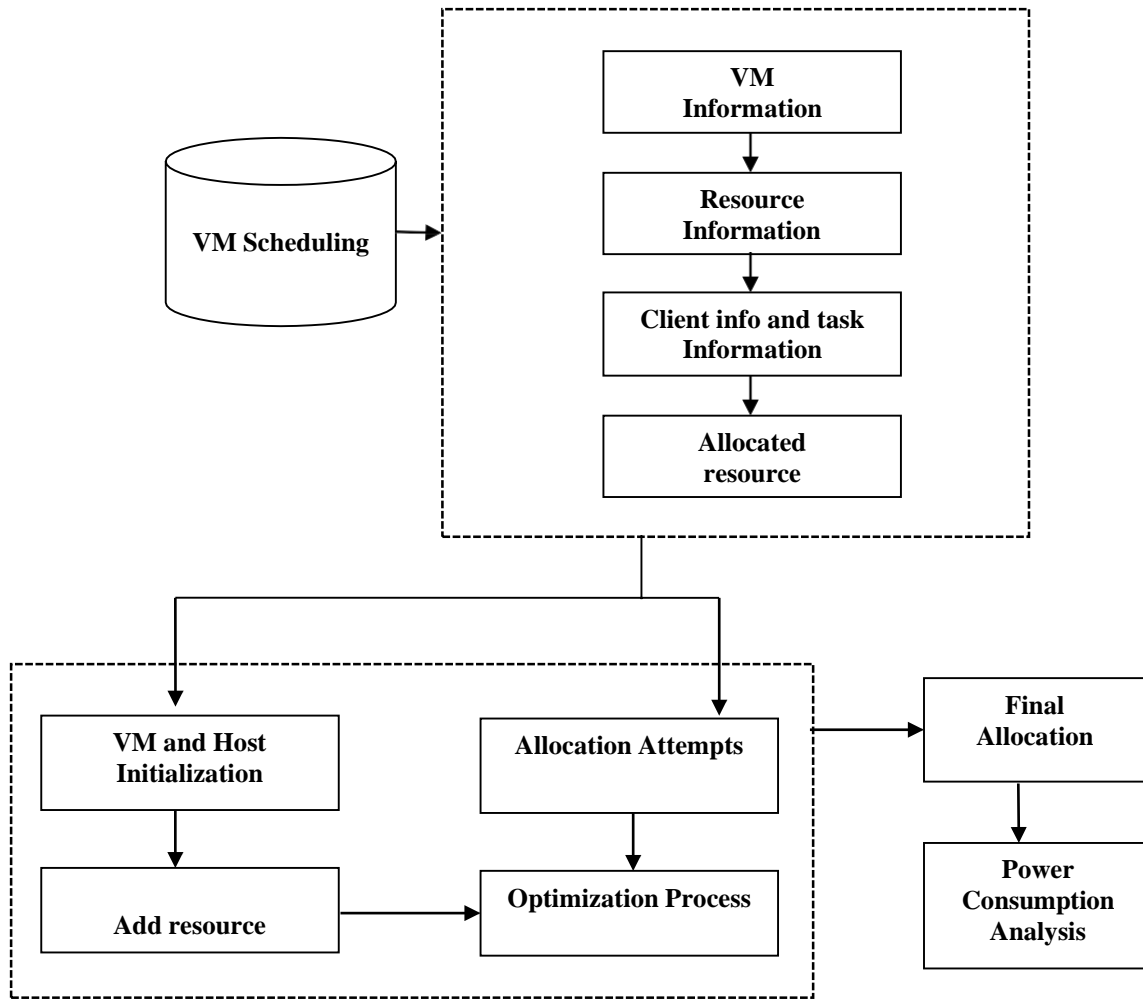 VM
Information
VM Scheduling
Resource
Information
Client info and task
Information
Allocated
resource
VM and Host
Initialization
Allocation Attempts
Final
Allocation
Add resource
Optimization Process
Power
Consumption
Analysis